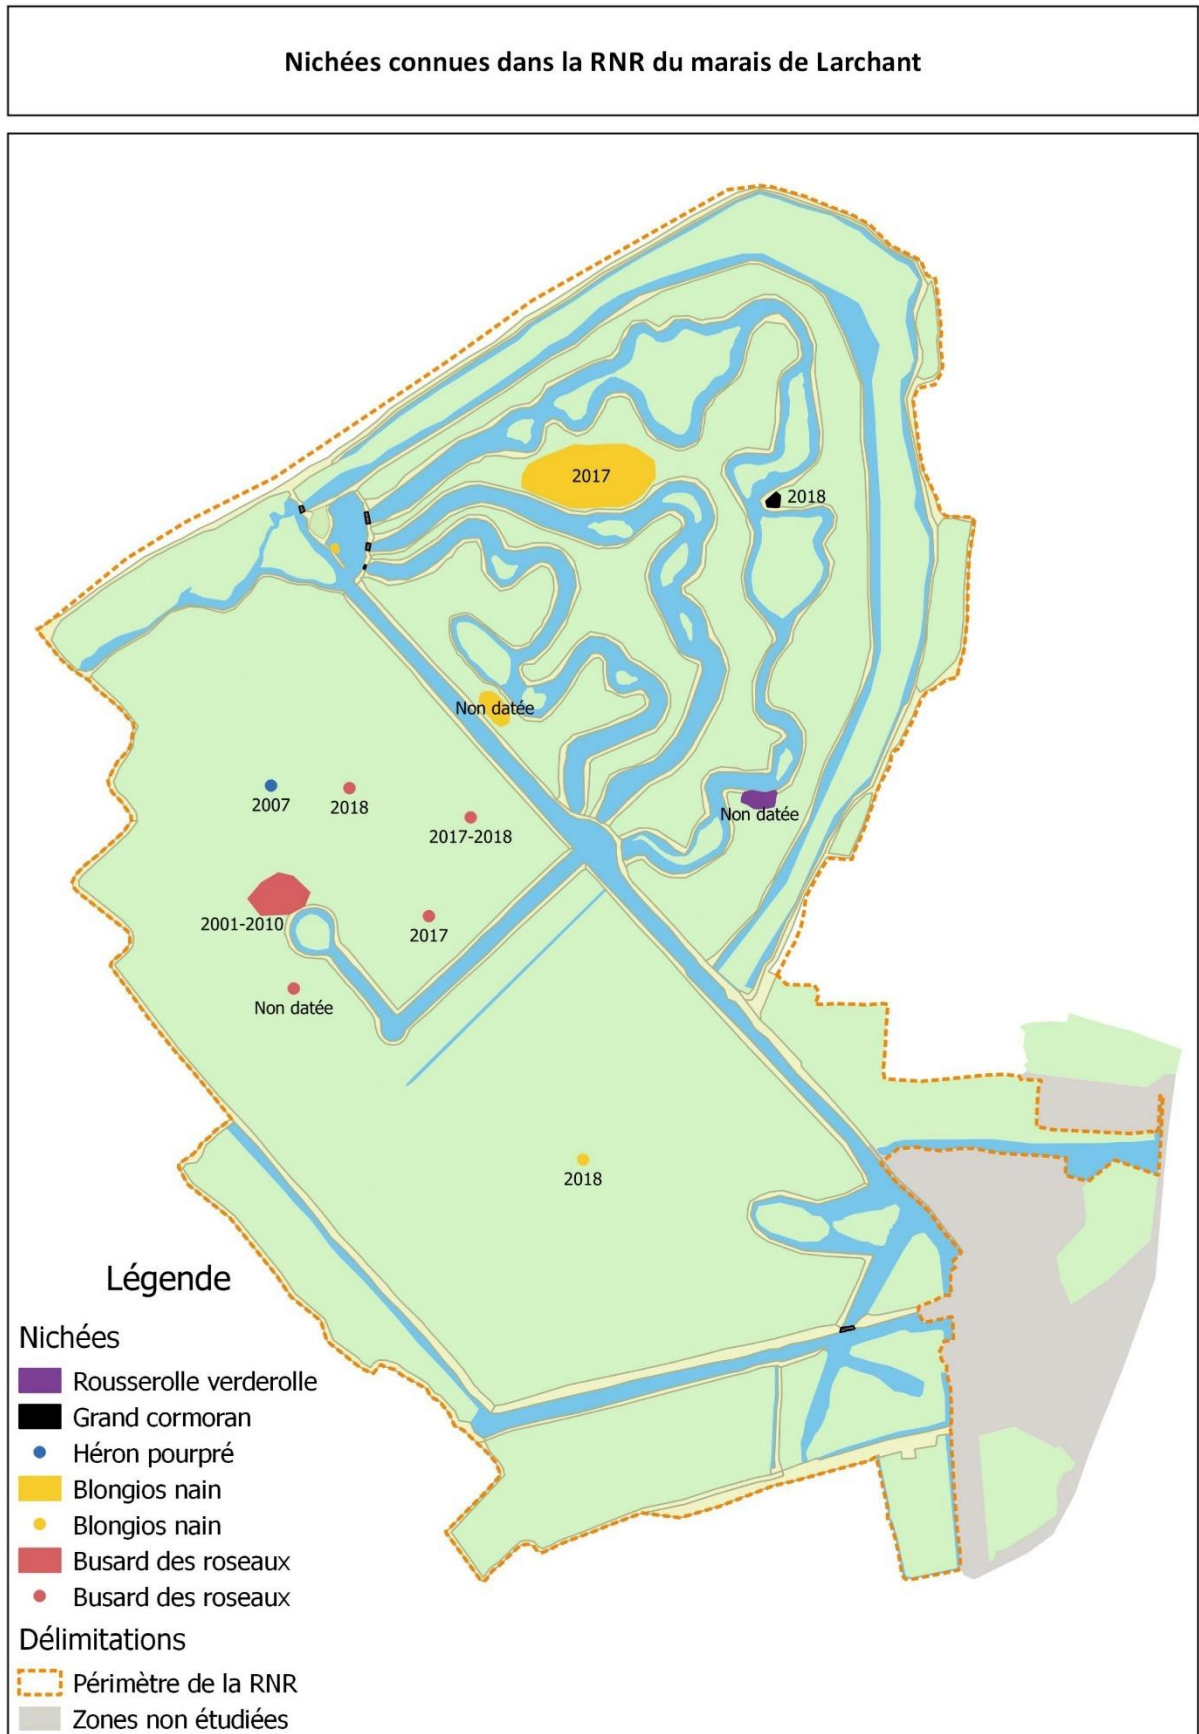 Nichées connues dans la RNR du marais de Larchant
2017
2018
Non datée
2007
2018
2017-2018
Non datée
2001-2010
2017
Non datée
2018
Légende
Nichées
Rousserolle verderolle
Grand cormoran
Héron pourpré
Blongios nain
Blongios nain
Busard des roseaux
Busard des roseaux
Délimitations
Périmètre de la RNR
Zones non étudiées